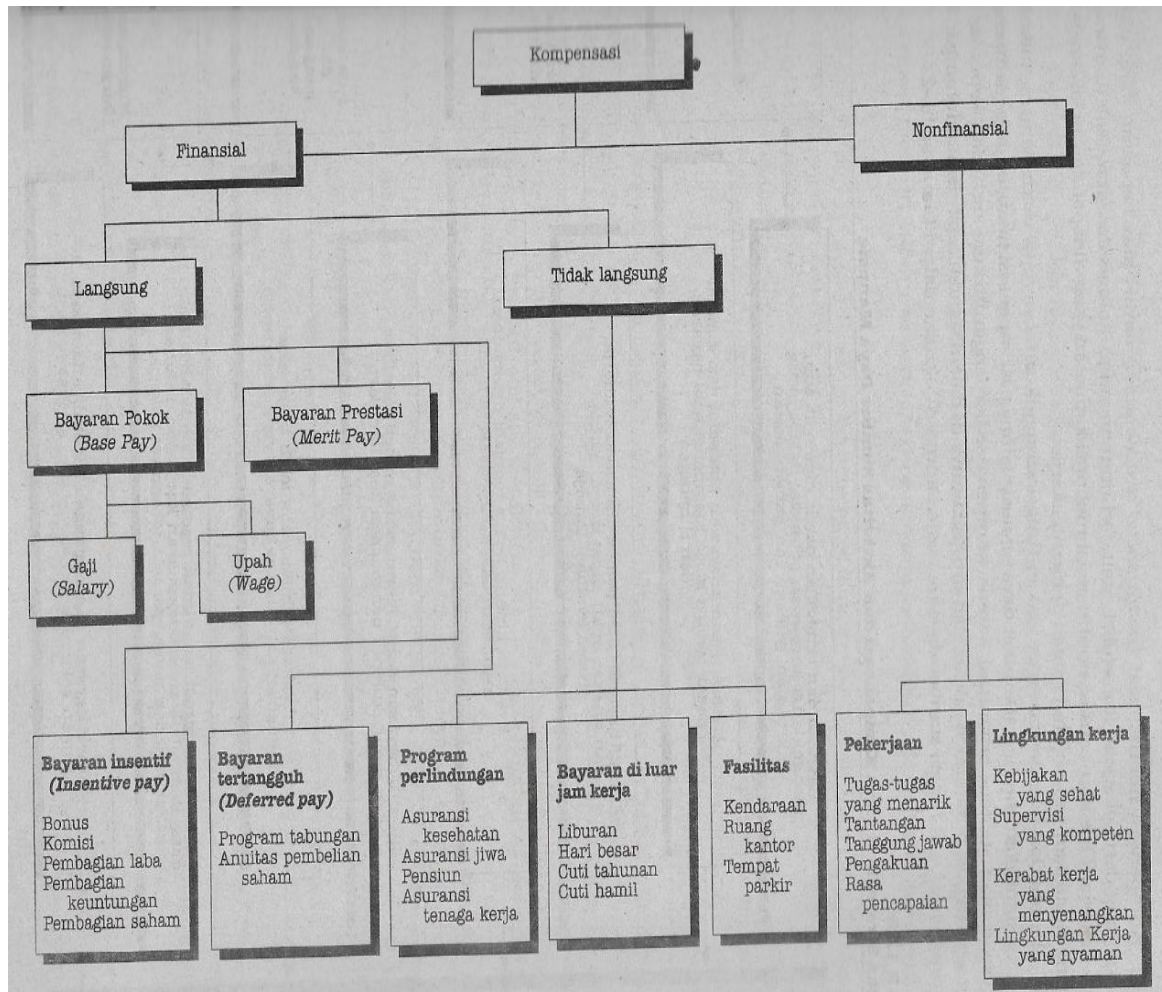 Kompensasi
Finansial
Nonfinansial
Langsung
Tidak langsung
Bayaran Pokok
(Base Pay)
Bayaran Prestasi
(Merit Pay)
Gaji
(Salary)
Upah
(Wage)
Bayaran insentif
(Insentive pay)
Bonus
Komisi
Pembagian laba
Pembagian
keuntungan
Pembagian saham
Bayaran
tertangguh
(Deferred pay)
Program tabungan
Anuitas pembelian
saham
Program
perlindungan
Asuransi
kesehatan
Asuransi jiwa
Pensiun
Asuransi
tenaga kerja
Bayaran di luar
jam kerja
Liburan
Hari besar
Cuti tahunan
Cuti hamil
Fasilitas
Kendaraan
Ruang
kantor
Tempat
parkir
Pekerjaan
Tugas-tugas
yang menarik
Tantangan
Tanggung jawab
Pengakuan
Rasa
pencapaian
Lingkungan kerja
Kebijakan
yang sehat
Supervisi
yang kompeten
Kerabat kerja
yang
menyenangkan
Lingkungan Kerja
yang nyaman